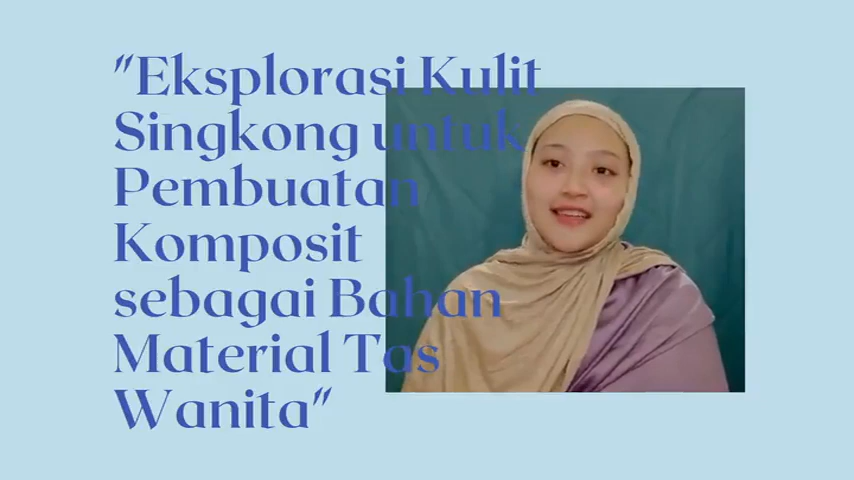 "Eksplorasi Kulit
Singkong untuk
Pembuatan
Komposit
sebagai Bahan
Material Tas
Wanita"